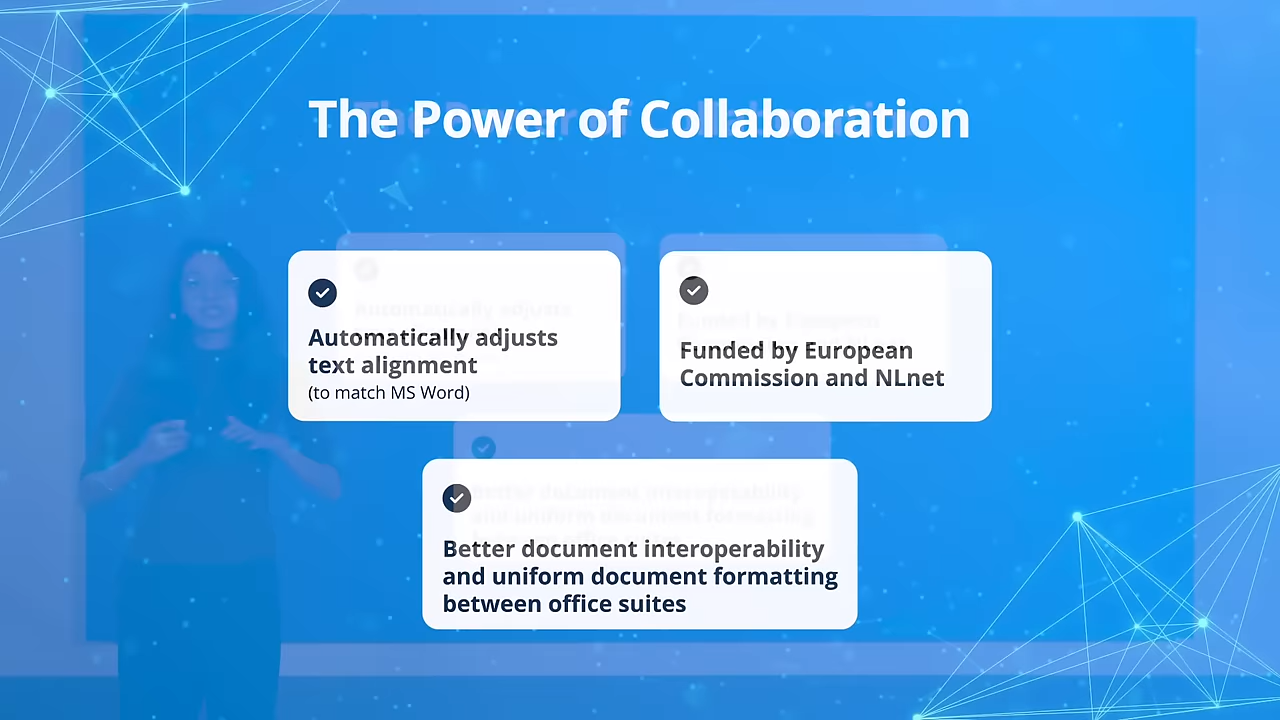 The Power of Collaboration
Automatically adjusts
text alignment
(to match MS Word)
Funded by European
Commission and NLnet
Better document interoperability
and uniform document formatting
between office suites